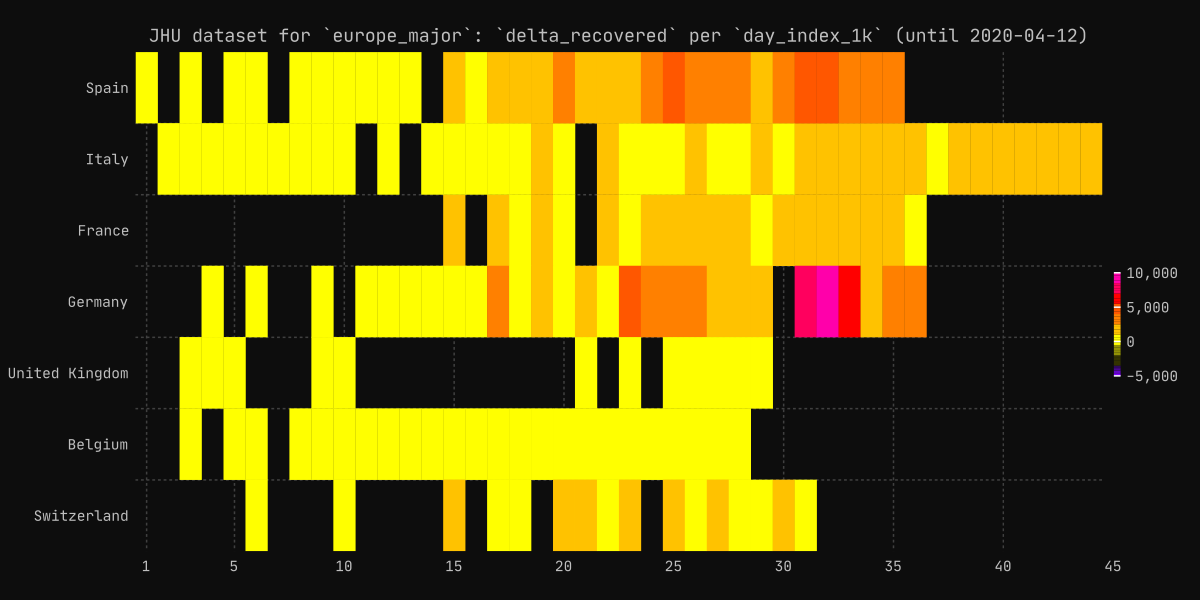 JHU dataset for `europe_major`: `delta_recovered` per `day_index_1k` (until 2020-04-12)
Spain
Italy
France
Germany
United Kingdom
Belgium
Switzerland
10,000
5,000
0
-5,000
1 5 10 15 20 25 30 35 40 45